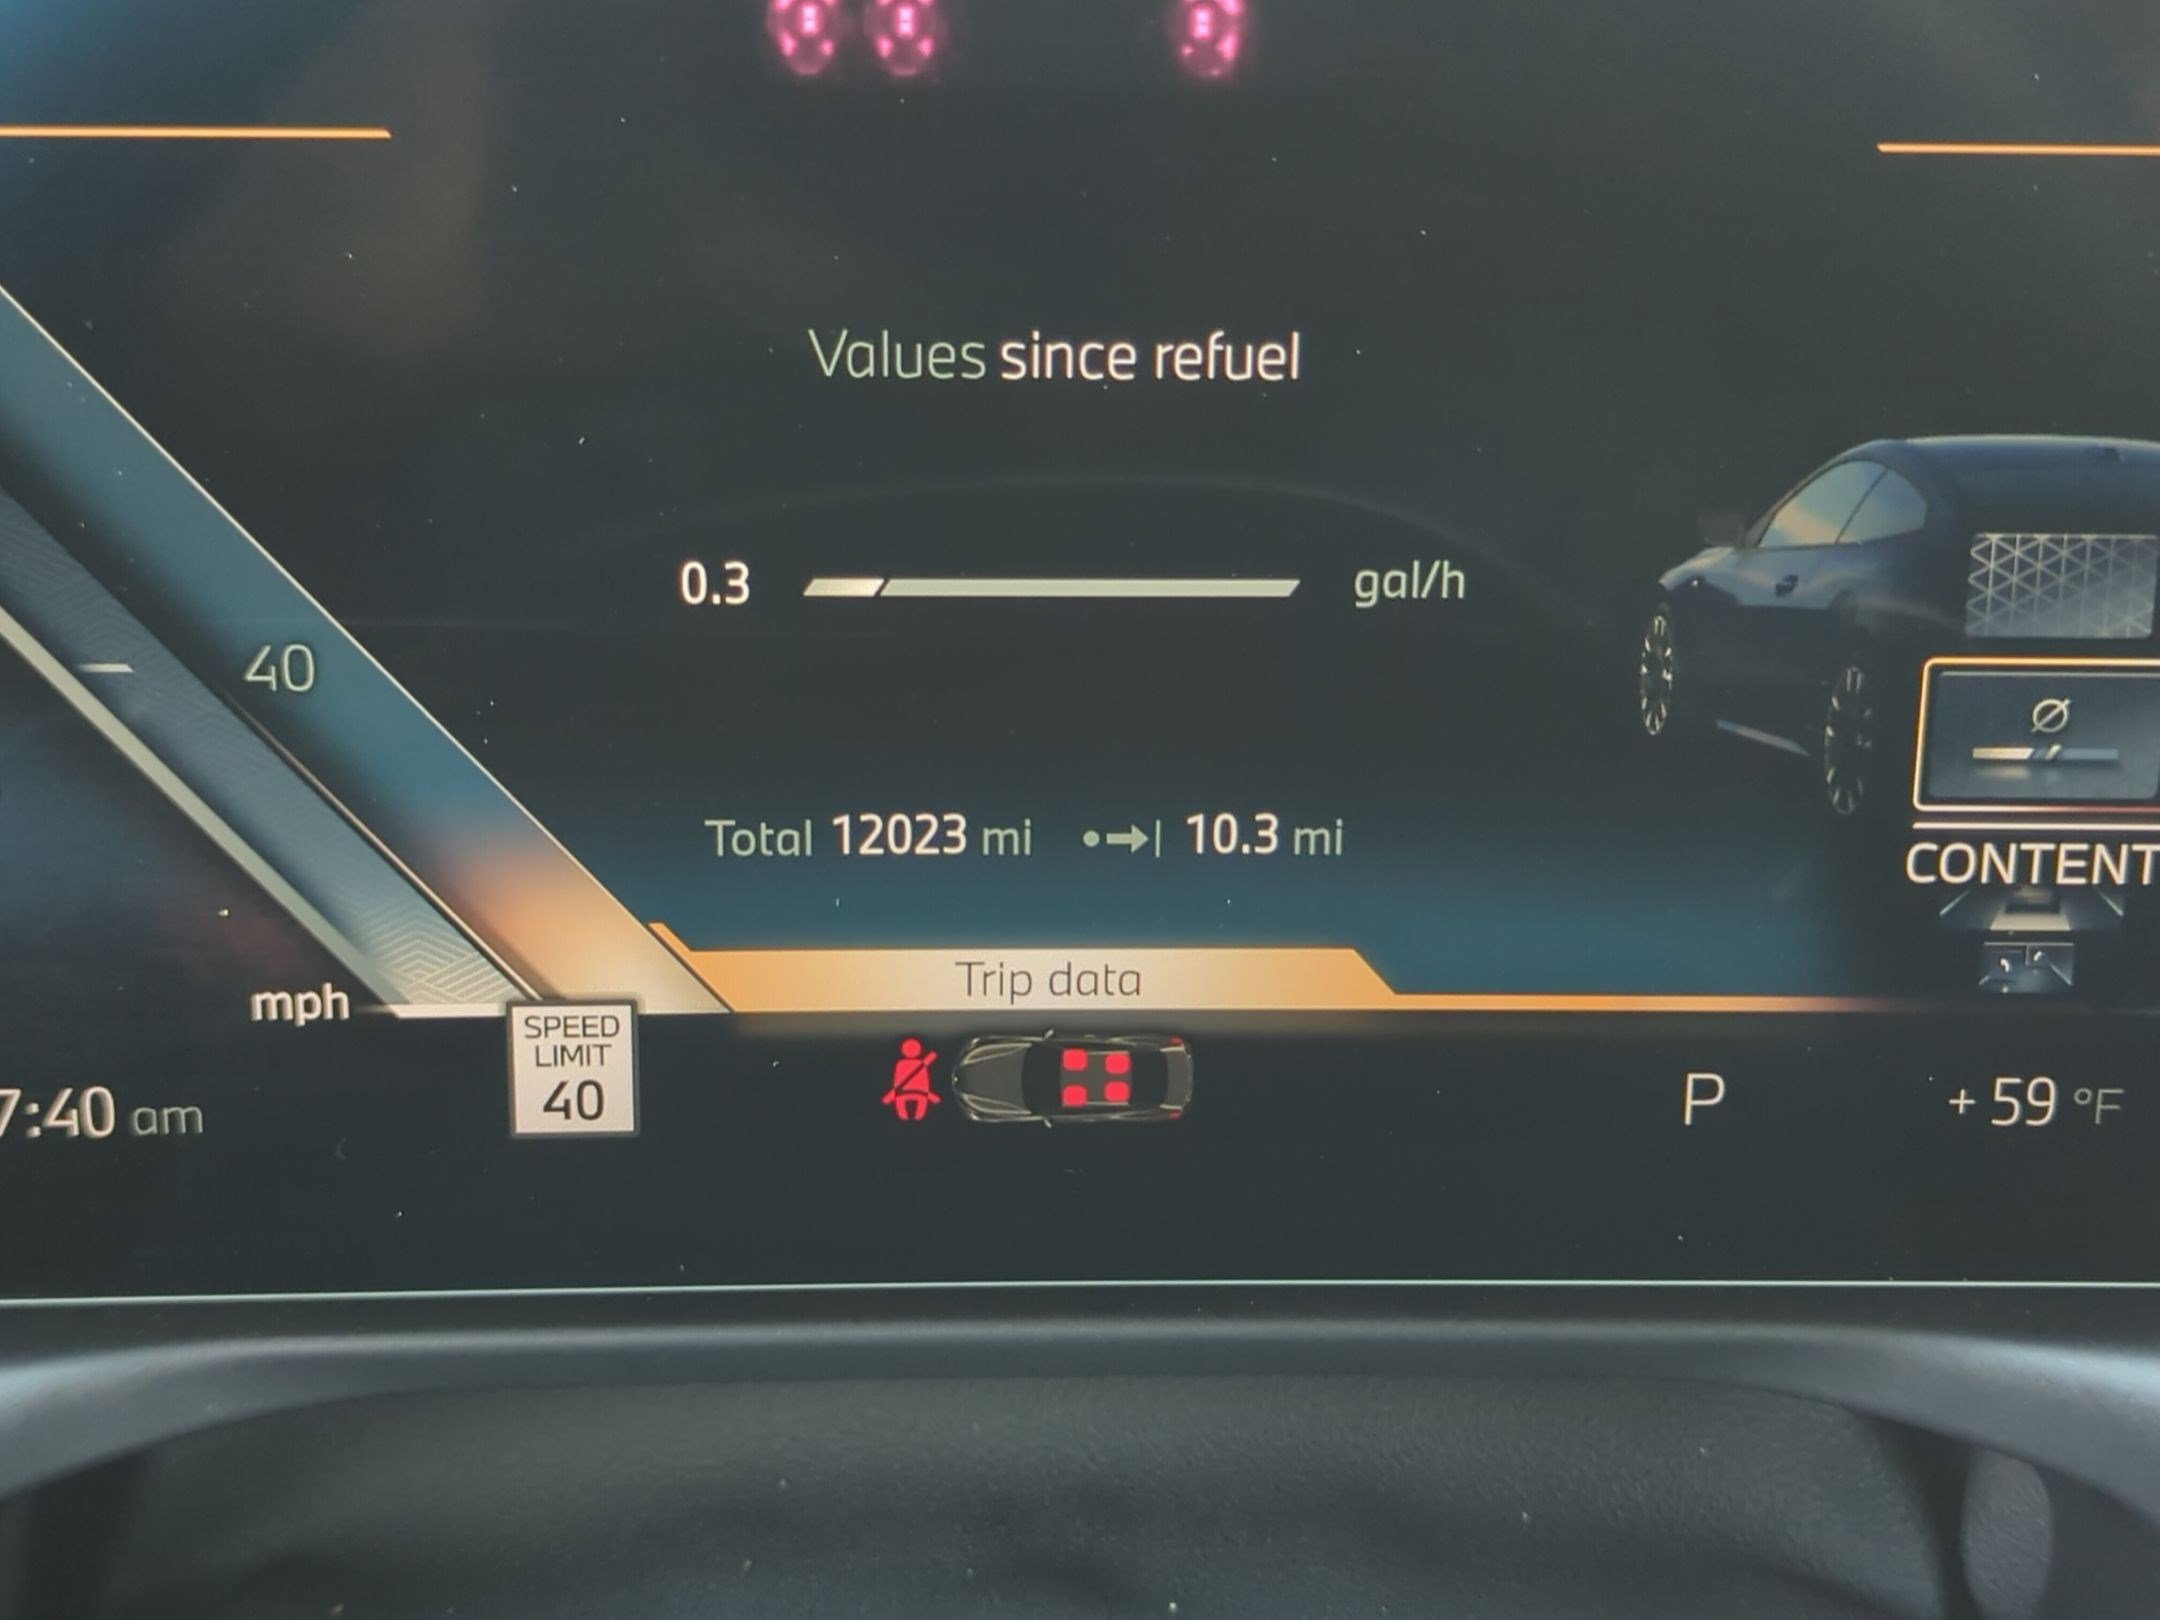 Values since refuel
0.3 gal/h
40
Total 12023 mi 10.3 mi
CONTENT
Trip data
mph
SPEED
LIMIT
40
7:40 am
P
+ 59 °F